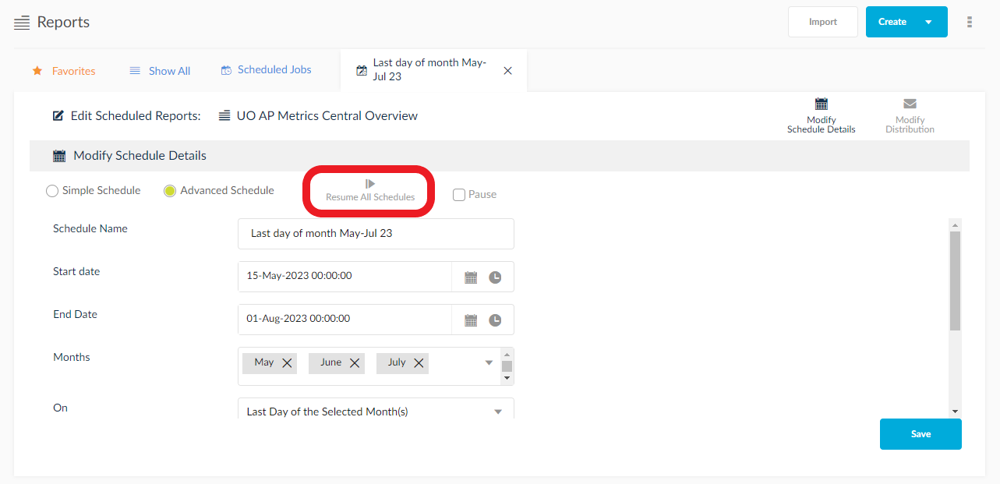 Reports
Import
Create
Favorites
Show All
Scheduled Jobs
Last day of month May-
Jul 23
Edit Scheduled Reports:
UO AP Metrics Central Overview
Modify
Schedule Details
Modify
Distribution
Modify Schedule Details
Simple Schedule
Advanced Schedule
Resume All Schedules
Pause
Schedule Name
Last day of month May-Jul 23
Start date
15-May-2023 00:00:00
End Date
01-Aug-2023 00:00:00
Months
May
June
July
On
Last Day of the Selected Month(s)
Save